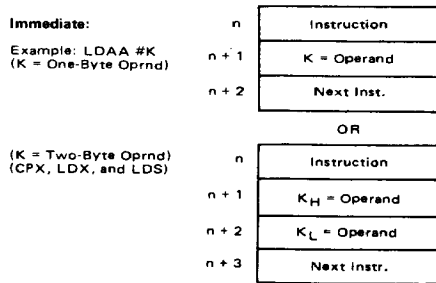 Immediate: n Instruction
Example: LDAA #K
(K = One-Byte Oprnd) n + 1 K = Operand
n + 2 Next Inst.
OR
(K = Two-Byte Oprnd) n Instruction
(CPX, LDX, and LDS)
n + 1 KH = Operand
n + 2 KL = Operand
n + 3 Next Instr.